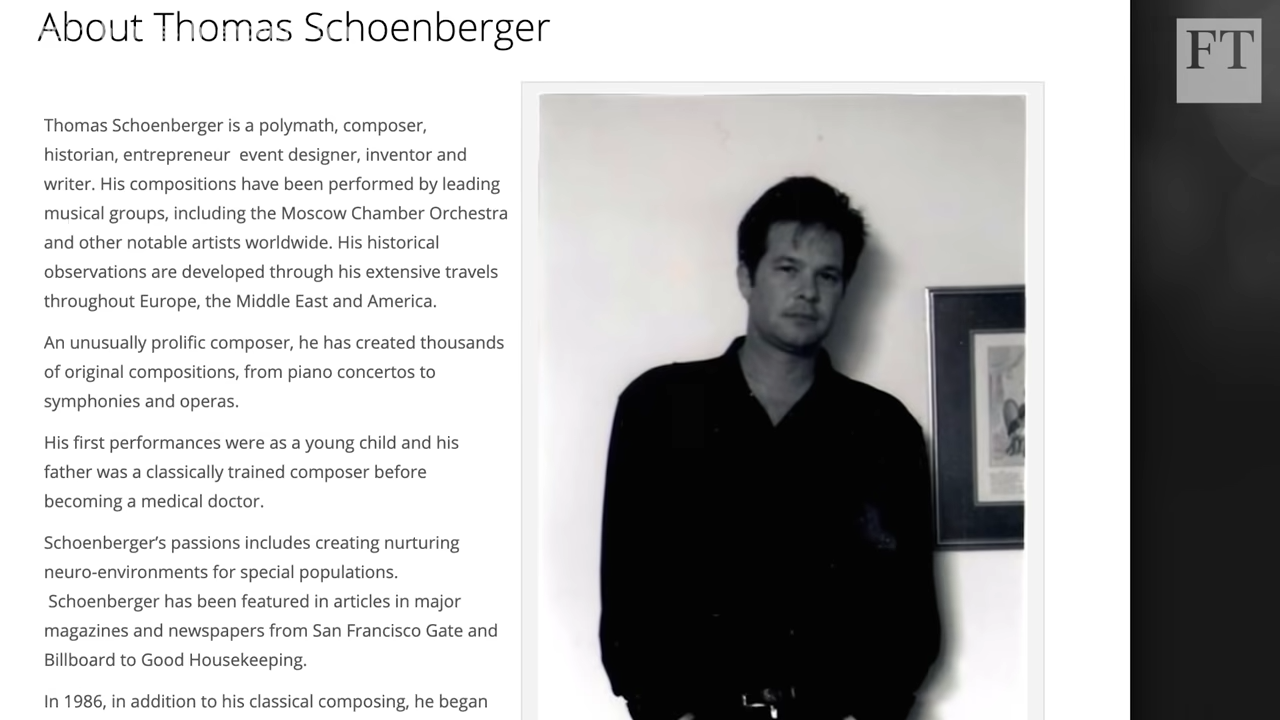 About Thomas Schoenberger
FT
Thomas Schoenberger is a polymath, composer,
historian, entrepreneur  event designer, inventor and
writer. His compositions have been performed by leading
musical groups, including the Moscow Chamber Orchestra
and other notable artists worldwide. His historical
observations are developed through his extensive travels
throughout Europe, the Middle East and America.
An unusually prolific composer, he has created thousands
of original compositions, from piano concertos to
symphonies and operas.
His first performances were as a young child and his
father was a classically trained composer before
becoming a medical doctor.
Schoenberger’s passions includes creating nurturing
neuro-environments for special populations.
Schoenberger has been featured in articles in major
magazines and newspapers from San Francisco Gate and
Billboard to Good Housekeeping.
In 1986, in addition to his classical composing, he began